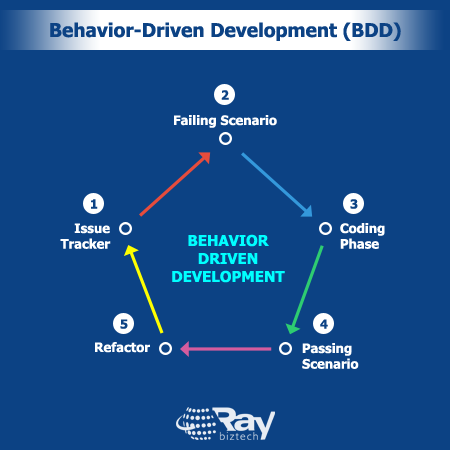 Behavior-Driven Development (BDD)
2
Failing Scenario
1
Issue
Tracker
3
Coding
Phase
BEHAVIOR
DRIVEN
DEVELOPMENT
5
Refactor
4
Passing
Scenario
Ray
biztech